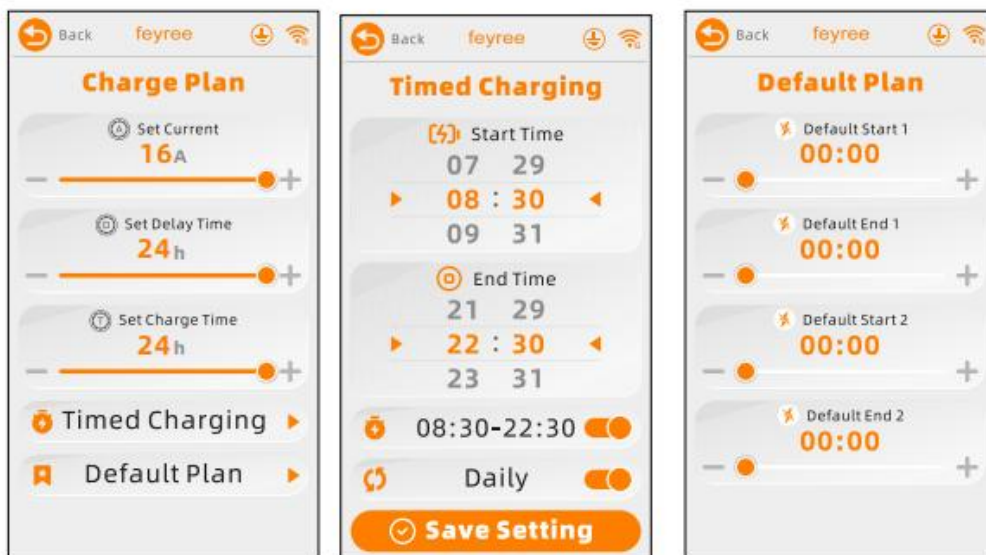 Back feyree
Charge Plan
Set Current
16A
Set Delay Time
24h
Set Charge Time
24h
Timed Charging
Default Plan
Back feyree
Timed Charging
Start Time
07 29
08 : 30
09 31
End Time
21 29
22 : 30
23 31
08:30-22:30
Daily
Save Setting
Back feyree
Default Plan
Default Start 1
00:00
Default End 1
00:00
Default Start 2
00:00
Default End 2
00:00